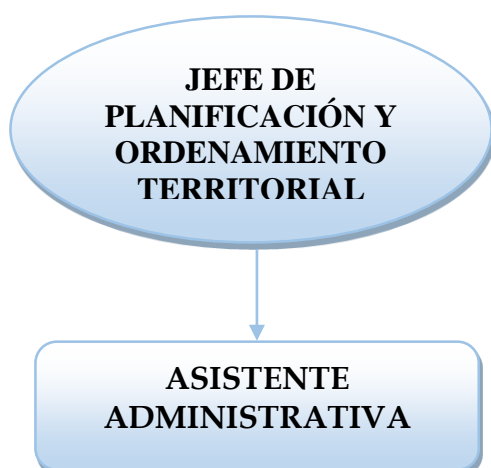 JEFE DE
PLANIFICACIÓN Y
ORDENAMIENTO
TERRITORIAL
ASISTENTE
ADMINISTRATIVA